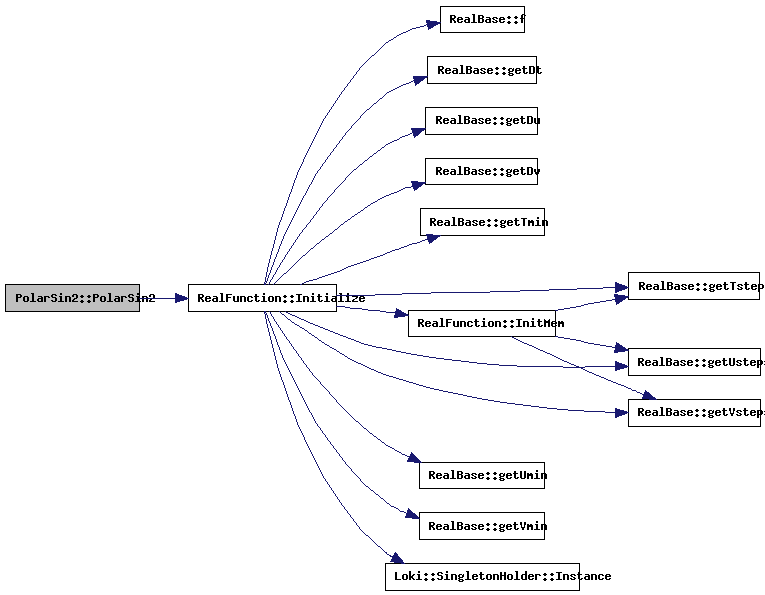 RealBase::f
RealBase::getDt
RealBase::getDu
RealBase::getDv
RealBase::getTmin
RealBase::getTstep
PolarSin2::PolarSin2
RealFunction::Initialize
RealFunction::InitMem
RealBase::getUstep
RealBase::getVstep
RealBase::getUmin
RealBase::getVmin
Loki::SingletonHolder::Instance